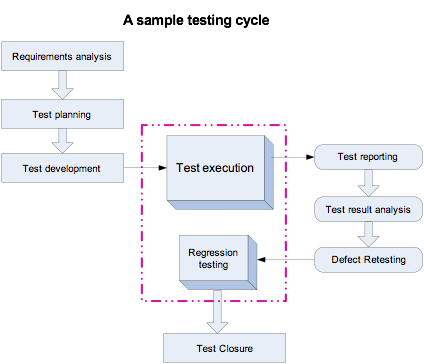 A sample testing cycle
Requirements analysis
Test planning
Test development
Test execution
Test reporting
Test result analysis
Defect Retesting
Regression
testing
Test Closure